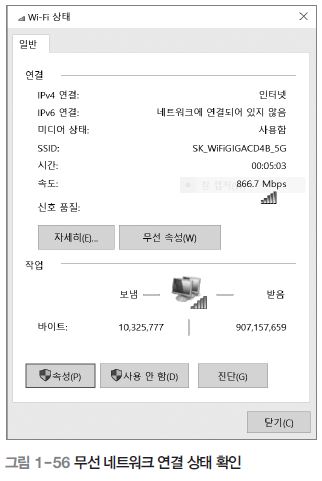 Wi-Fi 상태
일반
연결
IPv4 연결: 인터넷
IPv6 연결: 네트워크에 연결되어 있지 않음
미디어 상태: 사용함
SSID: SK_WiFiGIGACD4B_5G
시간: 00:05:03
속도: 866.7 Mbps
신호 품질:
자세히(E)... 무선 속성(W)
작업
보냄 받음
바이트: 10,325,777 907,157,659
속성(P) 사용 안 함(D) 진단(G)
닫기(C)
그림 1-56 무선 네트워크 연결 상태 확인